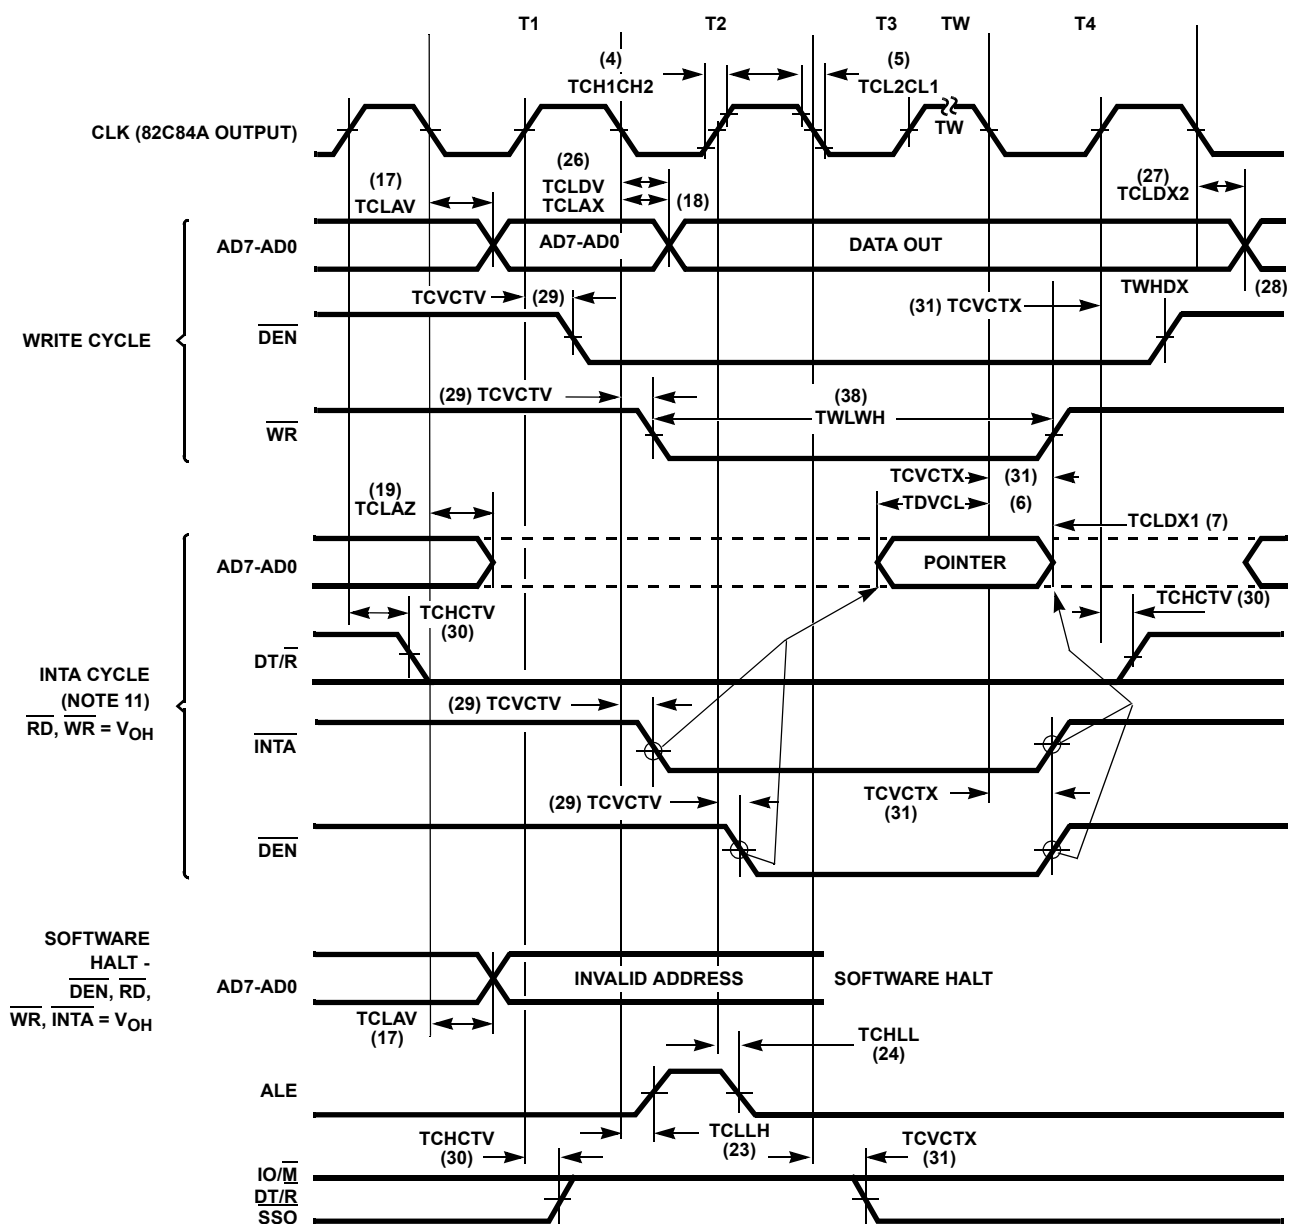 T1 T2 T3 TW T4
(4)
TCH1CH2
(5)
TCL2CL1
CLK (82C84A OUTPUT)
TW
(17)
TCLAV
(26)
TCLDV
TCLAX
(18)
(27)
TCLDX2
AD7-AD0
AD7-AD0
DATA OUT
TCVCTV
(29)
(31) TCVCTX
TWHDX
(28)
WRITE CYCLE
DEN
(29) TCVCTV
(38)
TWLWH
WR
TCVCTX
(31)
(19)
TCLAZ
TDVCL
(6)
TCLDX1 (7)
AD7-AD0
POINTER
TCHCTV
(30)
TCHCTV (30)
DT/R
INTA CYCLE
(NOTE 11)
RD, WR = VOH
(29) TCVCTV
INTA
(29) TCVCTV
TCVCTX
(31)
DEN
SOFTWARE
HALT -
DEN, RD,
WR, INTA = VOH
AD7-AD0
INVALID ADDRESS
SOFTWARE HALT
TCLAV
(17)
TCHLL
(24)
ALE
TCLLH
(23)
TCHCTV
(30)
TCVCTX
(31)
IO/M
DT/R
SSO